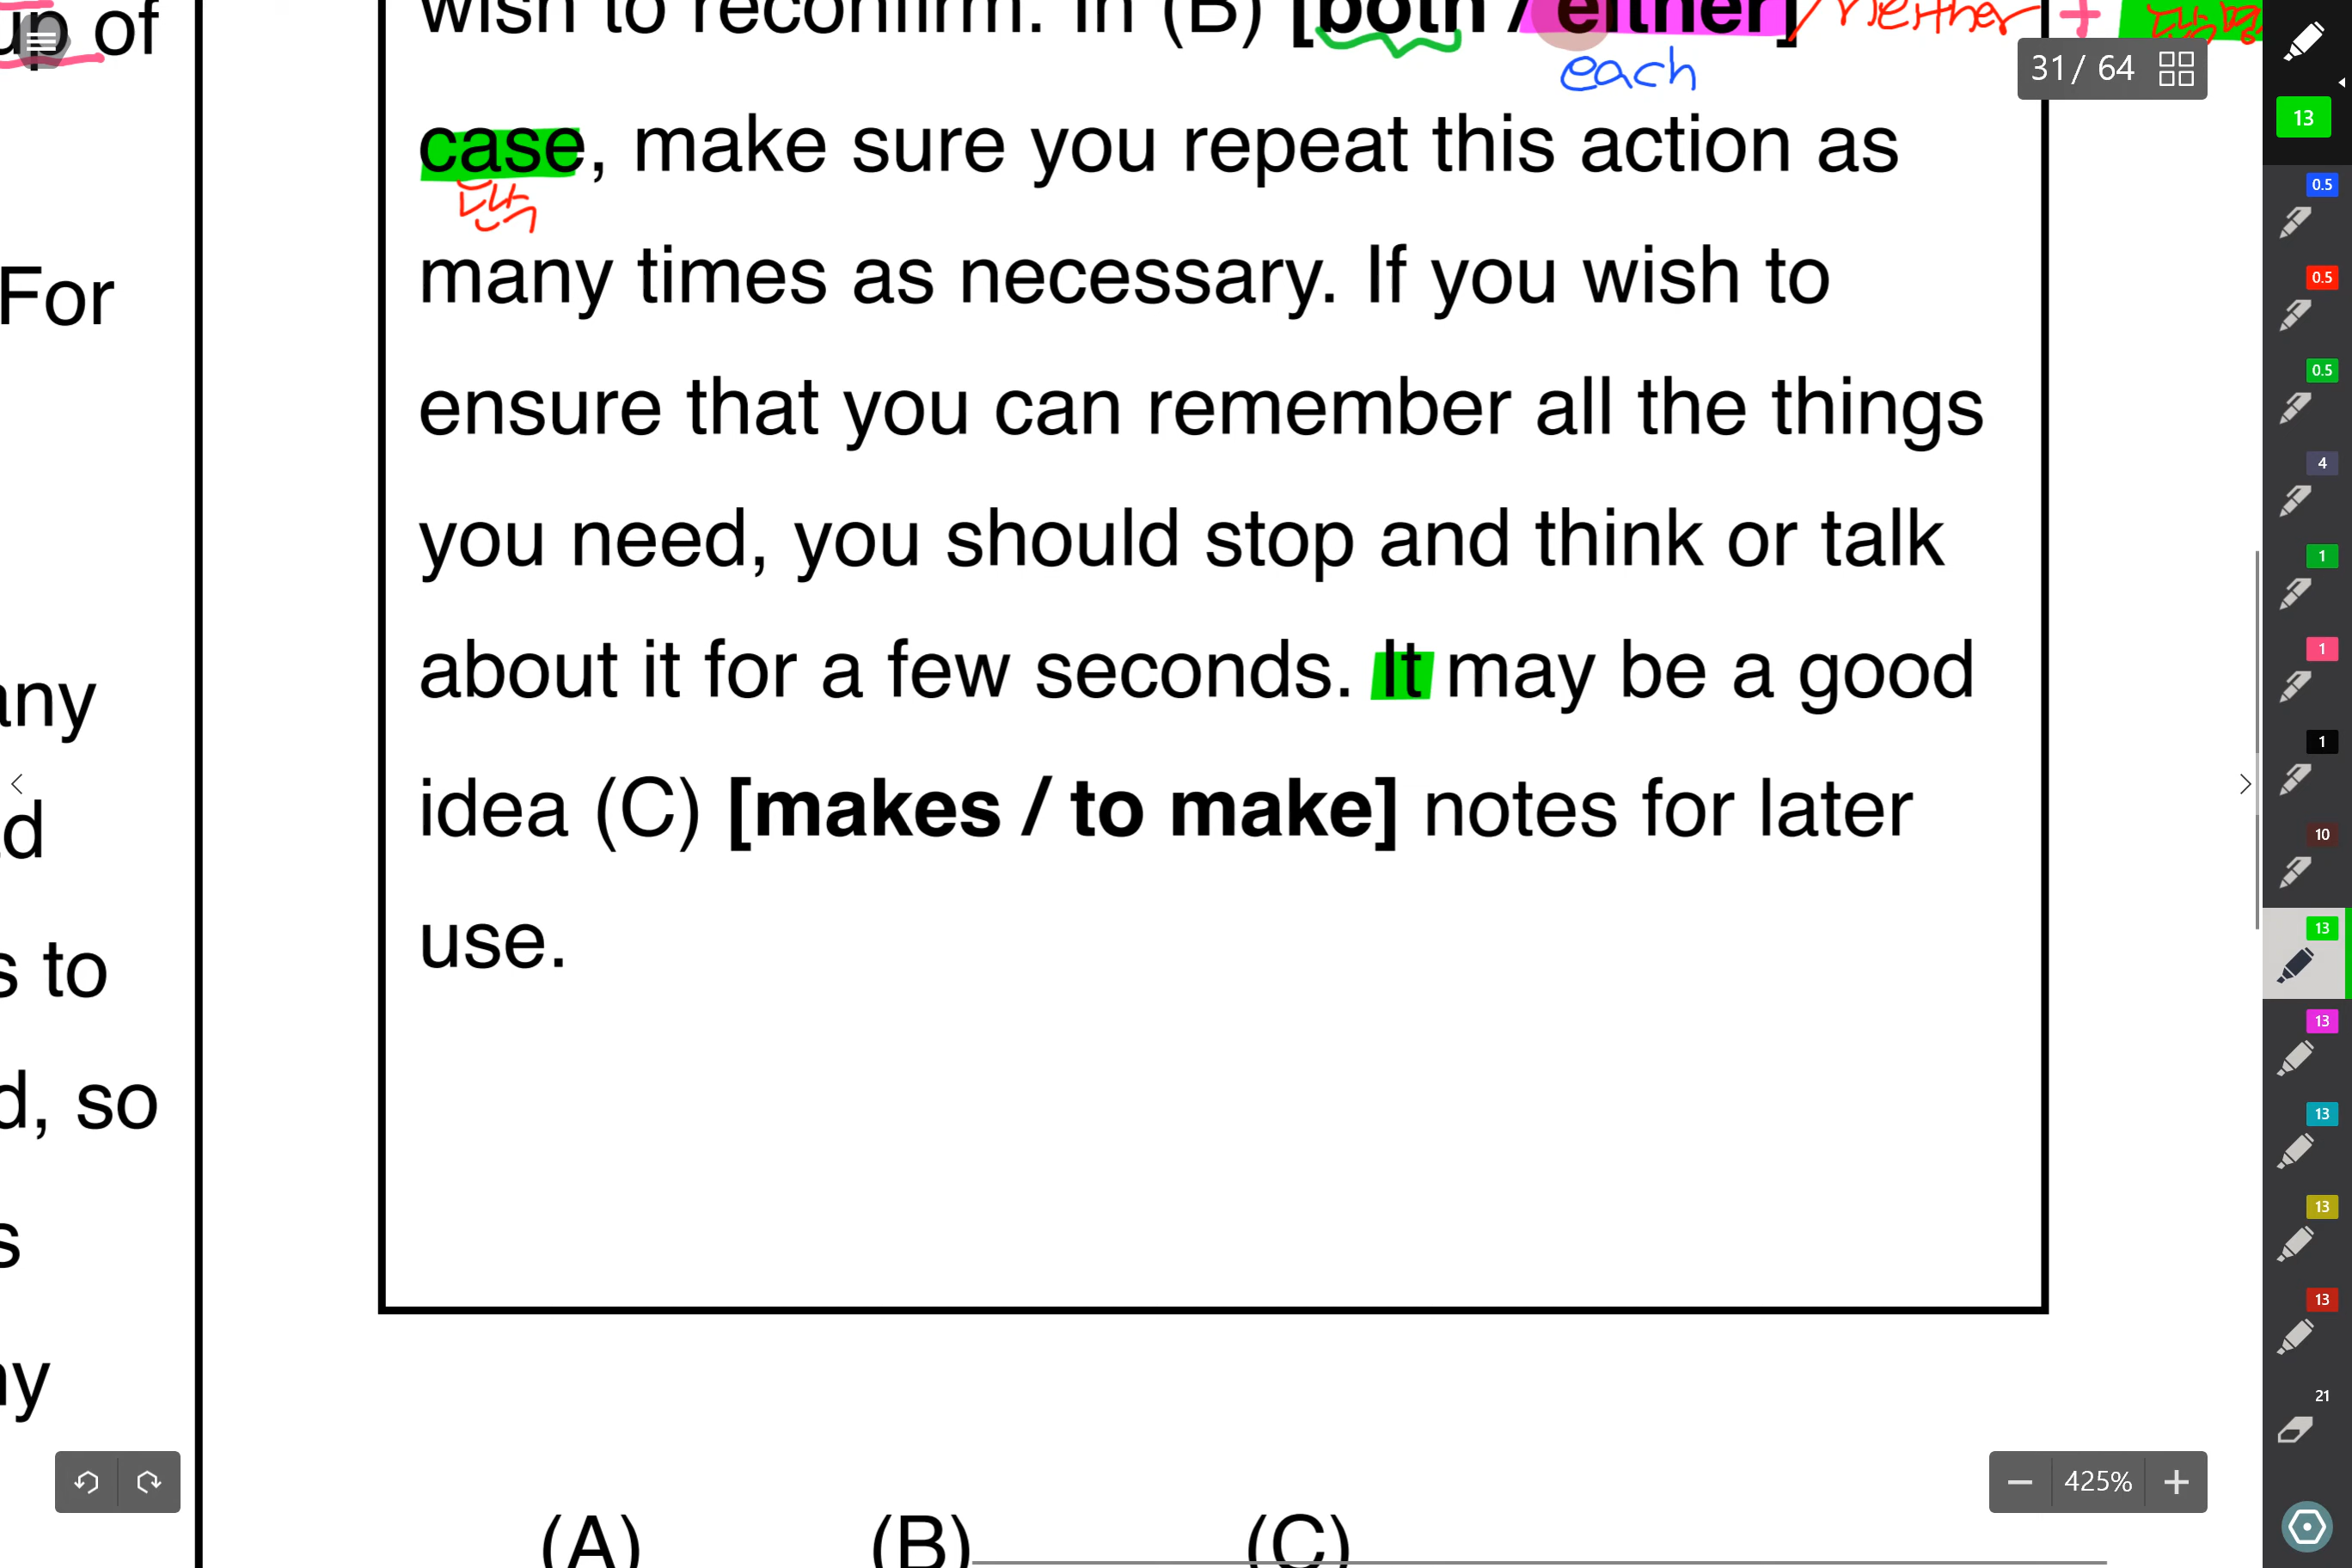 up of
For
any
d
s to
d, so
s
ny
wish to reconfirm. In (B) [both / either] / neither +
each
case, make sure you repeat this action as
단수
many times as necessary. If you wish to
ensure that you can remember all the things
you need, you should stop and think or talk
about it for a few seconds. It may be a good
idea (C) [makes / to make] notes for later
use.
(A) (B) (C)
31 / 64
425%
13
0.5
0.5
0.5
4
1
1
1
10
13
13
13
13
13
21